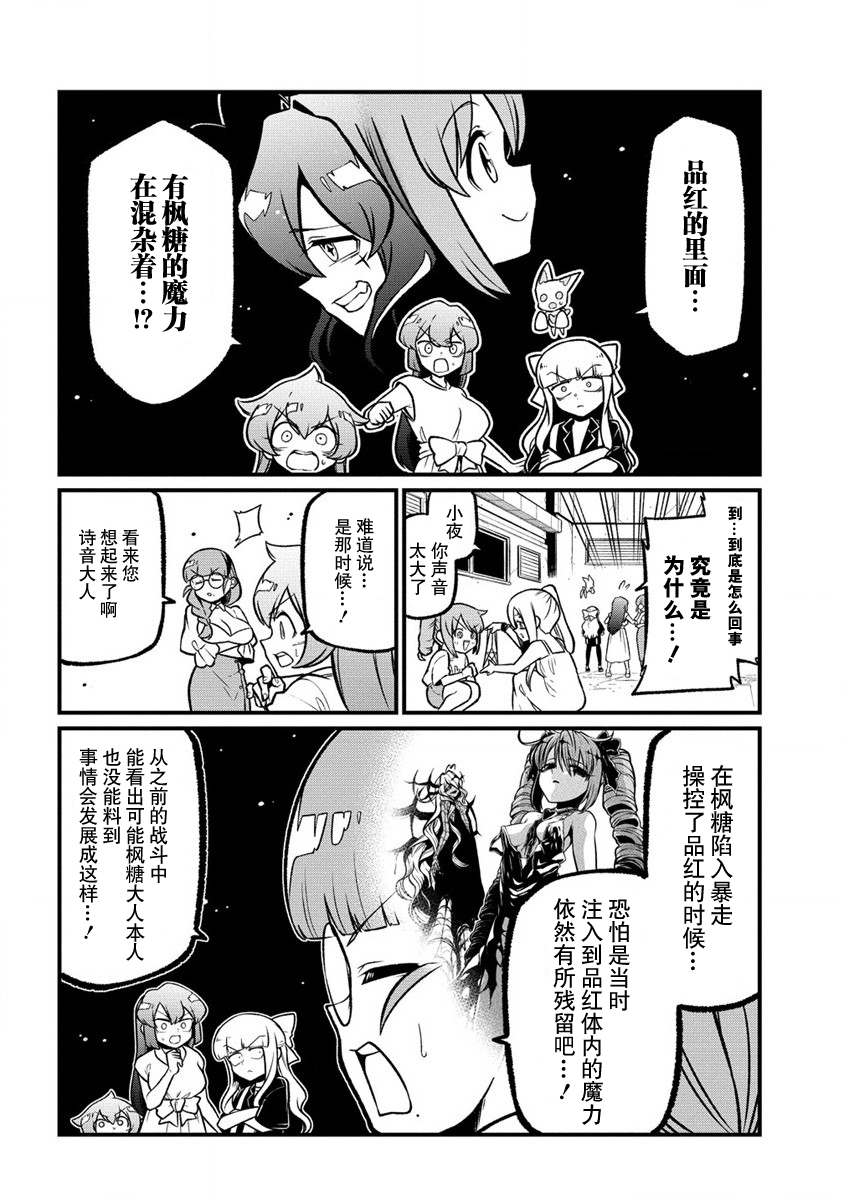 品红的里面…
有枫糖的魔力
在混杂着…!?
到…到底是怎么回事
究竟是
为什么…！
小夜
你声音
太大了
难道说…
是那时候…！
看来您
想起来了啊
诗音大人
在枫糖陷入暴走
操控了品红的时候…
恐怕是当时
注入到品红体内的魔力
依然有所残留吧…！
从之前的战斗中
能看出可能枫糖大人本人
也没能料到
事情会发展成这样…！